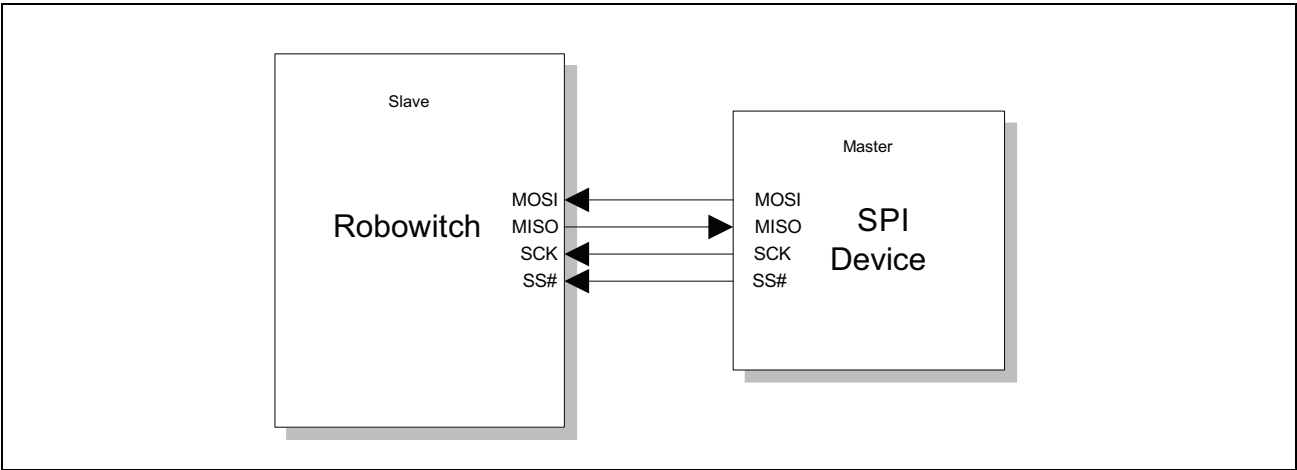 Slave
Robowitch
MOSI
MISO
SCK
SS#
Master
SPI
Device
MOSI
MISO
SCK
SS#